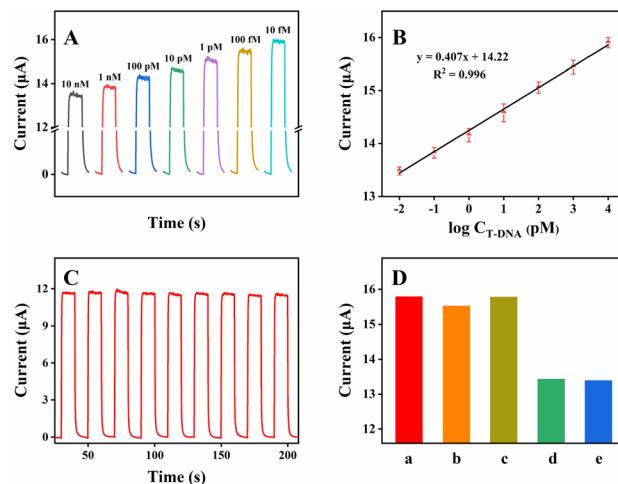 A
10 nM
1 nM
100 pM
10 pM
1 pM
100 fM
10 fM
16
14
12
0
Current (μA)
Time (s)
B
y = 0.407x + 14.22
R² = 0.996
16
15
14
13
Current (μA)
-2 -1 0 1 2 3 4
log C_T-DNA (pM)
C
12
9
6
3
0
Current (μA)
50 100 150 200
Time (s)
D
16
15
14
13
12
Current (μA)
a b c d e